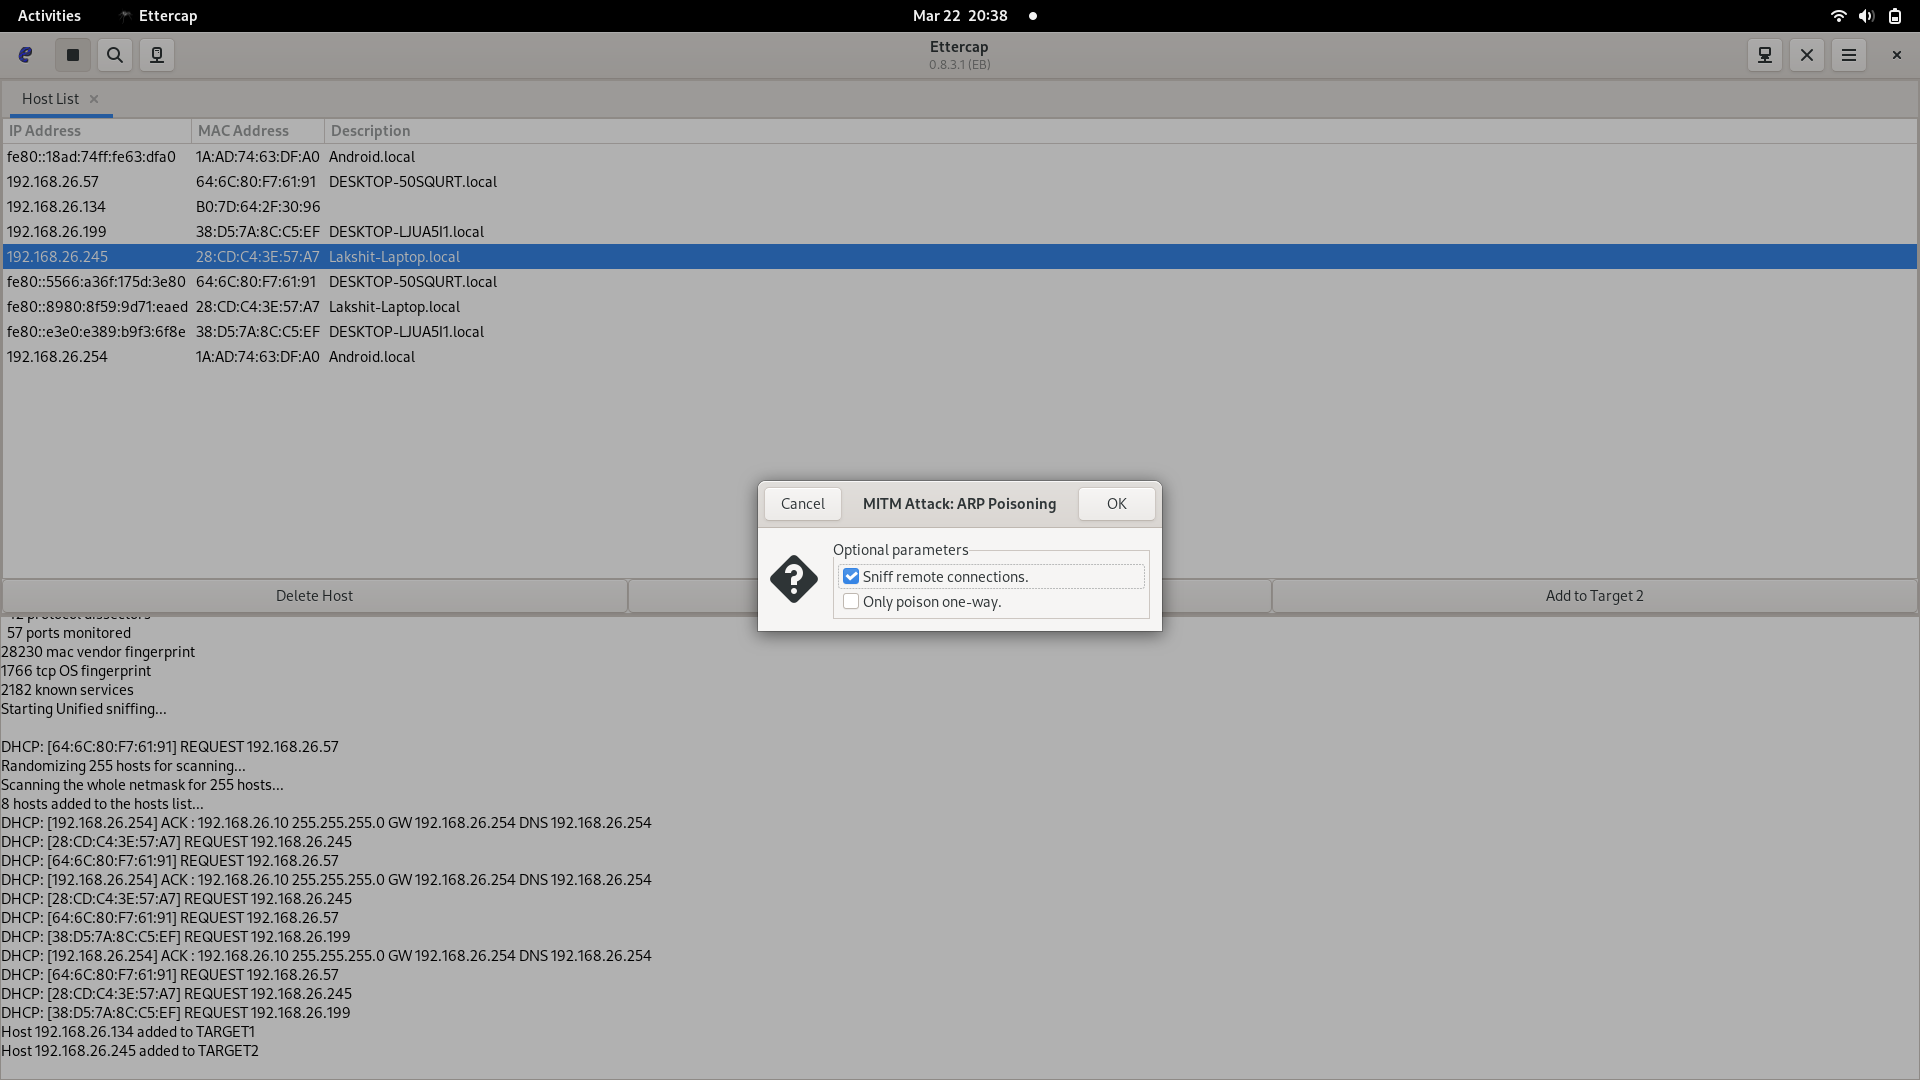 Activities Ettercap Mar 22 20:38
Ettercap
0.8.3.1 (EB)
Host List
IP Address MAC Address Description
fe80::18ad:74ff:fe63:dfa0 1A:AD:74:63:DF:A0 Android.local
192.168.26.57 64:6C:80:F7:61:91 DESKTOP-50SQURT.local
192.168.26.134 B0:7D:64:2F:30:96
192.168.26.199 38:D5:7A:8C:C5:EF DESKTOP-LJUA5I1.local
192.168.26.245 28:CD:C4:3E:57:A7 Lakshit-Laptop.local
fe80::5566:a36f:175d:3e80 64:6C:80:F7:61:91 DESKTOP-50SQURT.local
fe80::8980:8f59:9d71:eaed 28:CD:C4:3E:57:A7 Lakshit-Laptop.local
fe80::e3e0:e389:b9f3:6f8e 38:D5:7A:8C:C5:EF DESKTOP-LJUA5I1.local
192.168.26.254 1A:AD:74:63:DF:A0 Android.local
Cancel MITM Attack: ARP Poisoning OK
Optional parameters
Sniff remote connections.
Only poison one-way.
Delete Host Add to Target 2
protocol dissectors
57 ports monitored
28230 mac vendor fingerprint
1766 tcp OS fingerprint
2182 known services
Starting Unified sniffing...
DHCP: [64:6C:80:F7:61:91] REQUEST 192.168.26.57
Randomizing 255 hosts for scanning...
Scanning the whole netmask for 255 hosts...
8 hosts added to the hosts list...
DHCP: [192.168.26.254] ACK : 192.168.26.10 255.255.255.0 GW 192.168.26.254 DNS 192.168.26.254
DHCP: [28:CD:C4:3E:57:A7] REQUEST 192.168.26.245
DHCP: [64:6C:80:F7:61:91] REQUEST 192.168.26.57
DHCP: [192.168.26.254] ACK : 192.168.26.10 255.255.255.0 GW 192.168.26.254 DNS 192.168.26.254
DHCP: [28:CD:C4:3E:57:A7] REQUEST 192.168.26.245
DHCP: [64:6C:80:F7:61:91] REQUEST 192.168.26.57
DHCP: [38:D5:7A:8C:C5:EF] REQUEST 192.168.26.199
DHCP: [192.168.26.254] ACK : 192.168.26.10 255.255.255.0 GW 192.168.26.254 DNS 192.168.26.254
DHCP: [64:6C:80:F7:61:91] REQUEST 192.168.26.57
DHCP: [28:CD:C4:3E:57:A7] REQUEST 192.168.26.245
DHCP: [38:D5:7A:8C:C5:EF] REQUEST 192.168.26.199
Host 192.168.26.134 added to TARGET1
Host 192.168.26.245 added to TARGET2